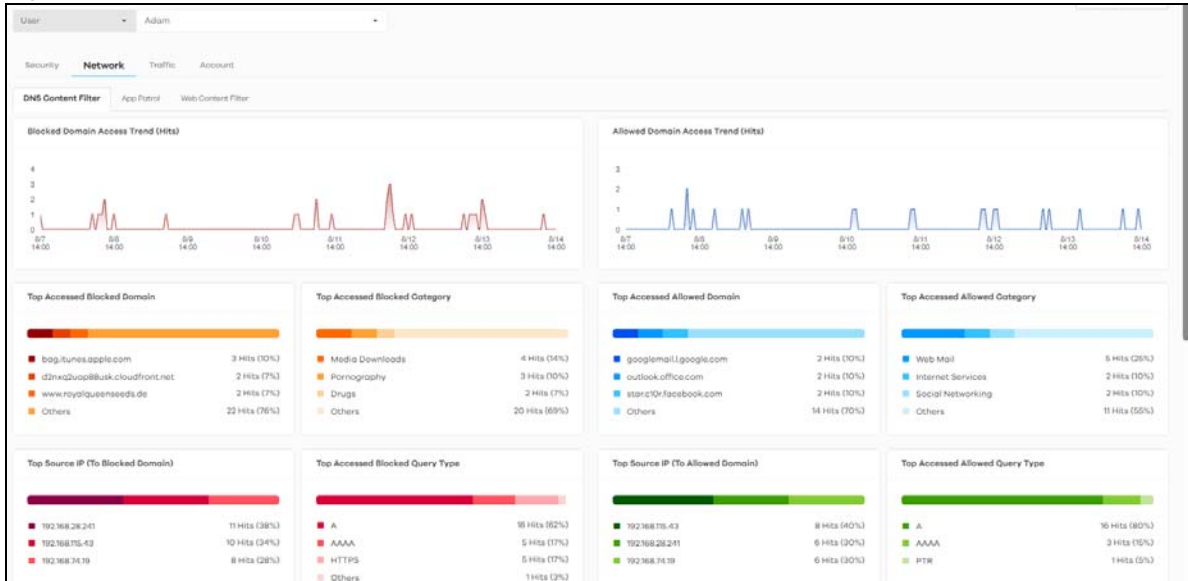 User Adam
Security Network Traffic Account
DNS Content Filter App Patrol Web Content Filter
Blocked Domain Access Trend (Hits)
4
3
2
1
0
8/7 8/8 8/9 8/10 8/11 8/12 8/13 8/14
14:00 14:00 14:00 14:00 14:00 14:00 14:00 14:00
Allowed Domain Access Trend (Hits)
3
2
1
0
8/7 8/8 8/9 8/10 8/11 8/12 8/13 8/14
14:00 14:00 14:00 14:00 14:00 14:00 14:00 14:00
Top Accessed Blocked Domain
bag.itunes.apple.com 3 Hits (10%)
d2nxq2uap88usk.cloudfront.net 2 Hits (7%)
www.royalqueenseeds.de 2 Hits (7%)
Others 22 Hits (76%)
Top Accessed Blocked Category
Media Downloads 4 Hits (14%)
Pornography 3 Hits (10%)
Drugs 2 Hits (7%)
Others 20 Hits (69%)
Top Accessed Allowed Domain
googlemail.l.google.com 2 Hits (10%)
outlook.office.com 2 Hits (10%)
star.c10r.facebook.com 2 Hits (10%)
Others 14 Hits (70%)
Top Accessed Allowed Category
Web Mail 5 Hits (25%)
Internet Services 2 Hits (10%)
Social Networking 2 Hits (10%)
Others 11 Hits (55%)
Top Source IP (To Blocked Domain)
192.168.28.241 11 Hits (38%)
192.168.115.43 10 Hits (34%)
192.168.74.19 8 Hits (28%)
Top Accessed Blocked Query Type
A 18 Hits (62%)
AAAA 5 Hits (17%)
HTTPS 5 Hits (17%)
Others 1 Hits (3%)
Top Source IP (To Allowed Domain)
192.168.115.43 8 Hits (40%)
192.168.28.241 6 Hits (30%)
192.168.74.19 6 Hits (30%)
Top Accessed Allowed Query Type
A 16 Hits (80%)
AAAA 3 Hits (15%)
PTR 1 Hits (5%)